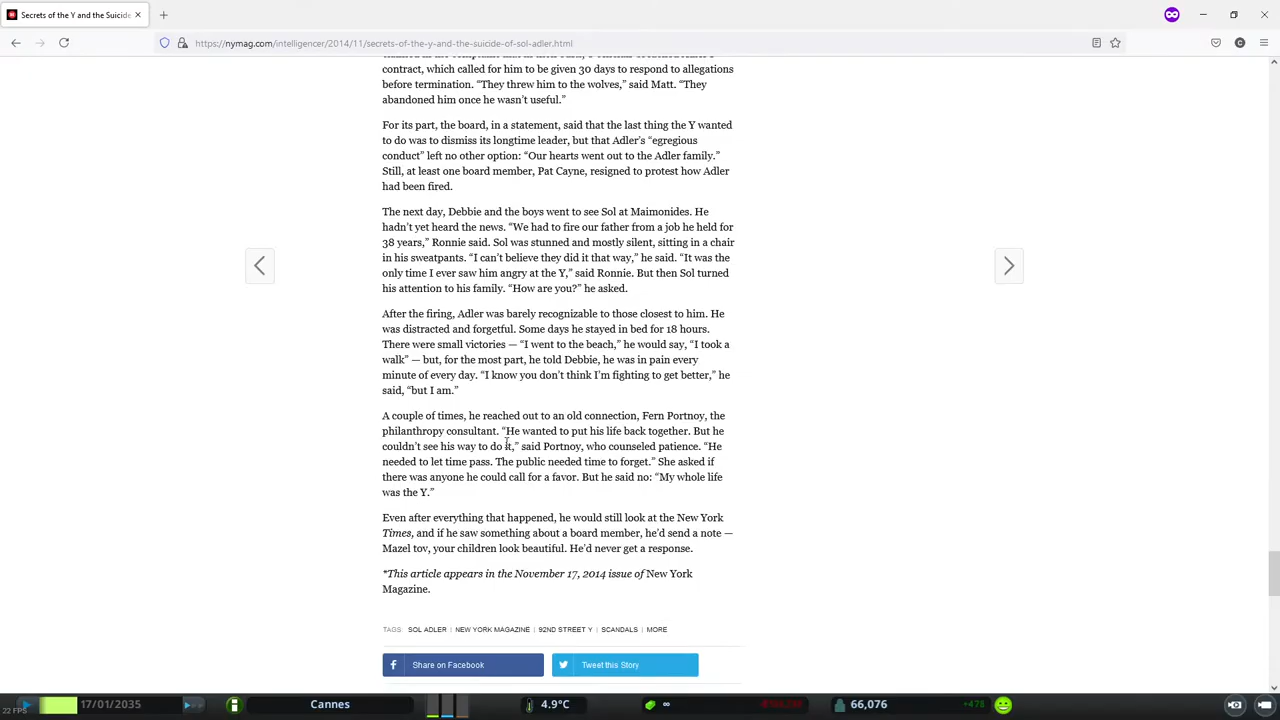 Secrets of the Y and the Suicide
https://nymag.com/intelligencer/2014/11/secrets-of-the-y-and-the-suicide-of-sol-adler.html
contract, which called for him to be given 30 days to respond to allegations
before termination. “They threw him to the wolves,” said Matt. “They
abandoned him once he wasn’t useful.”
For its part, the board, in a statement, said that the last thing the Y wanted
to do was to dismiss its longtime leader, but that Adler’s “egregious
conduct” left no other option: “Our hearts went out to the Adler family.”
Still, at least one board member, Pat Cayne, resigned to protest how Adler
had been fired.
The next day, Debbie and the boys went to see Sol at Maimonides. He
hadn’t yet heard the news. “We had to fire our father from a job he held for
38 years,” Ronnie said. Sol was stunned and mostly silent, sitting in a chair
in his sweatpants. “I can’t believe they did it that way,” he said. “It was the
only time I ever saw him angry at the Y,” said Ronnie. But then Sol turned
his attention to his family. “How are you?” he asked.
After the firing, Adler was barely recognizable to those closest to him. He
was distracted and forgetful. Some days he stayed in bed for 18 hours.
There were small victories — “I went to the beach,” he would say, “I took a
walk” — but, for the most part, he told Debbie, he was in pain every
minute of every day. “I know you don’t think I’m fighting to get better,” he
said, “but I am.”
A couple of times, he reached out to an old connection, Fern Portnoy, the
philanthropy consultant. “He wanted to put his life back together. But he
couldn’t see his way to do it,” said Portnoy, who counseled patience. “He
needed to let time pass. The public needed time to forget.” She asked if
there was anyone he could call for a favor. But he said no: “My whole life
was the Y.”
Even after everything that happened, he would still look at the New York
Times, and if he saw something about a board member, he’d send a note —
Mazel tov, your children look beautiful. He’d never get a response.
*This article appears in the November 17, 2014 issue of New York
Magazine.
TAGS: SOL ADLER | NEW YORK MAGAZINE | 92ND STREET Y | SCANDALS | MORE
Share on Facebook
Tweet this Story
22 FPS
17/01/2035
Cannes
4.9°C
∞
66,076
+475